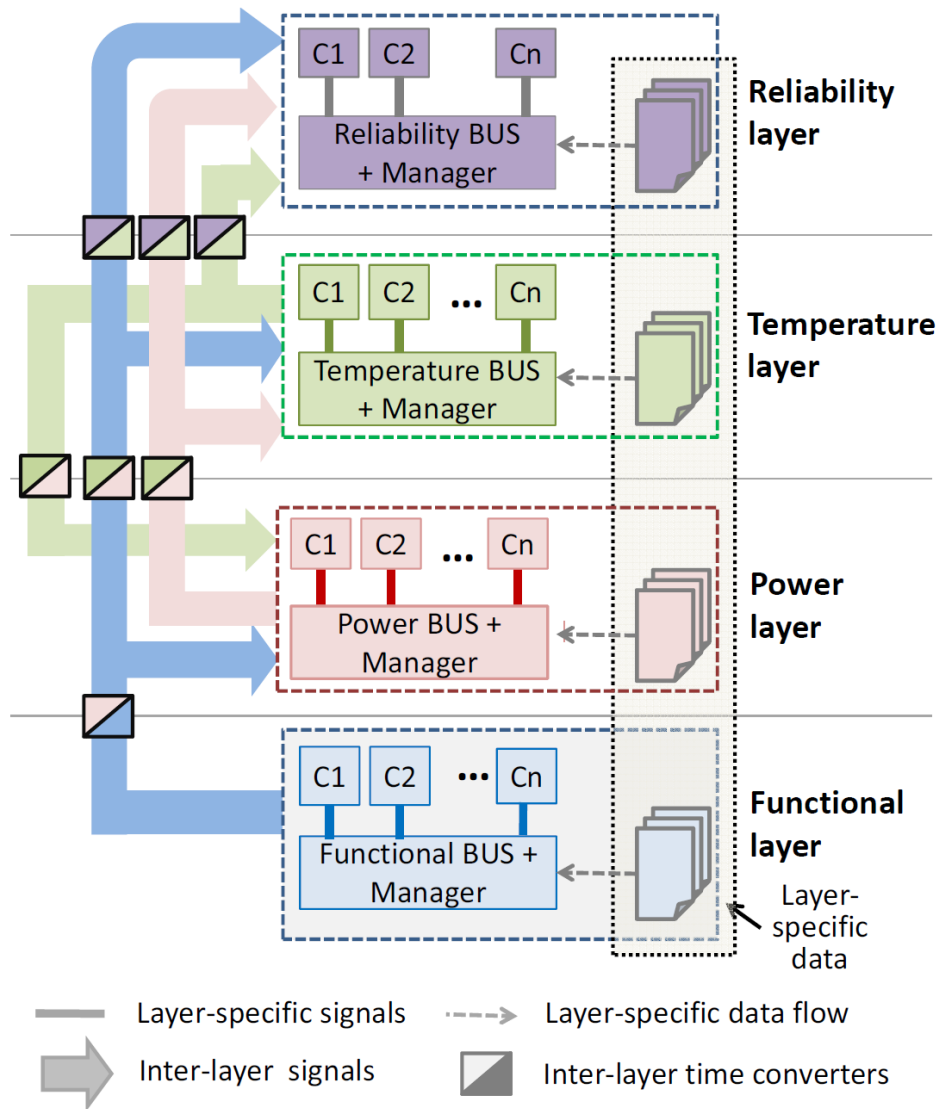 C1 C2 Cn
Reliability BUS
+ Manager
Reliability
layer
C1 C2 ... Cn
Temperature BUS
+ Manager
Temperature
layer
C1 C2 ... Cn
Power BUS +
Manager
Power
layer
C1 C2 ... Cn
Functional BUS +
Manager
Functional
layer
Layer-
specific
data
Layer-specific signals
Layer-specific data flow
Inter-layer signals
Inter-layer time converters